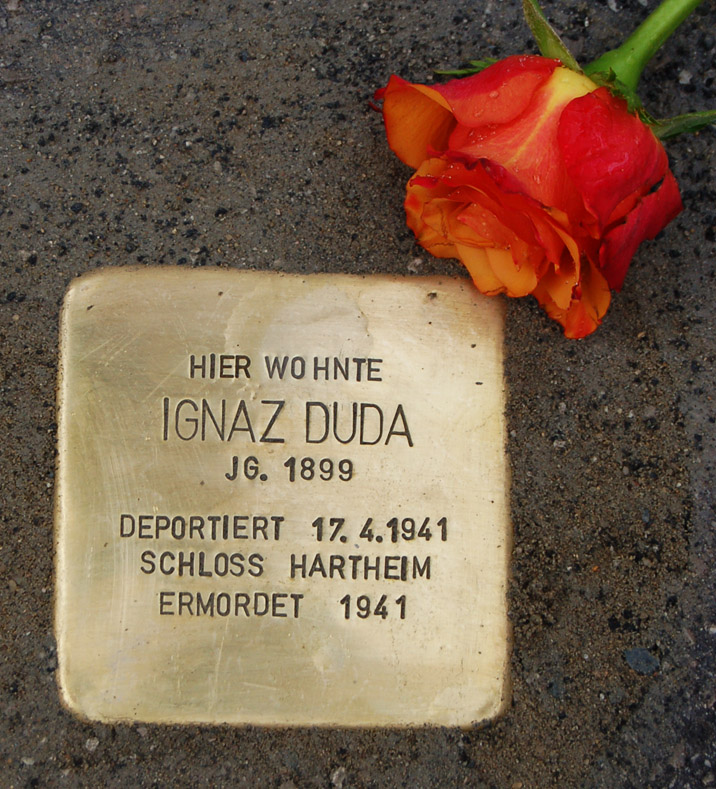 HIER WOHNTE
IGNAZ DUDA
JG. 1899
DEPORTIERT 17.4.1941
SCHLOSS HARTHEIM
ERMORDET 1941